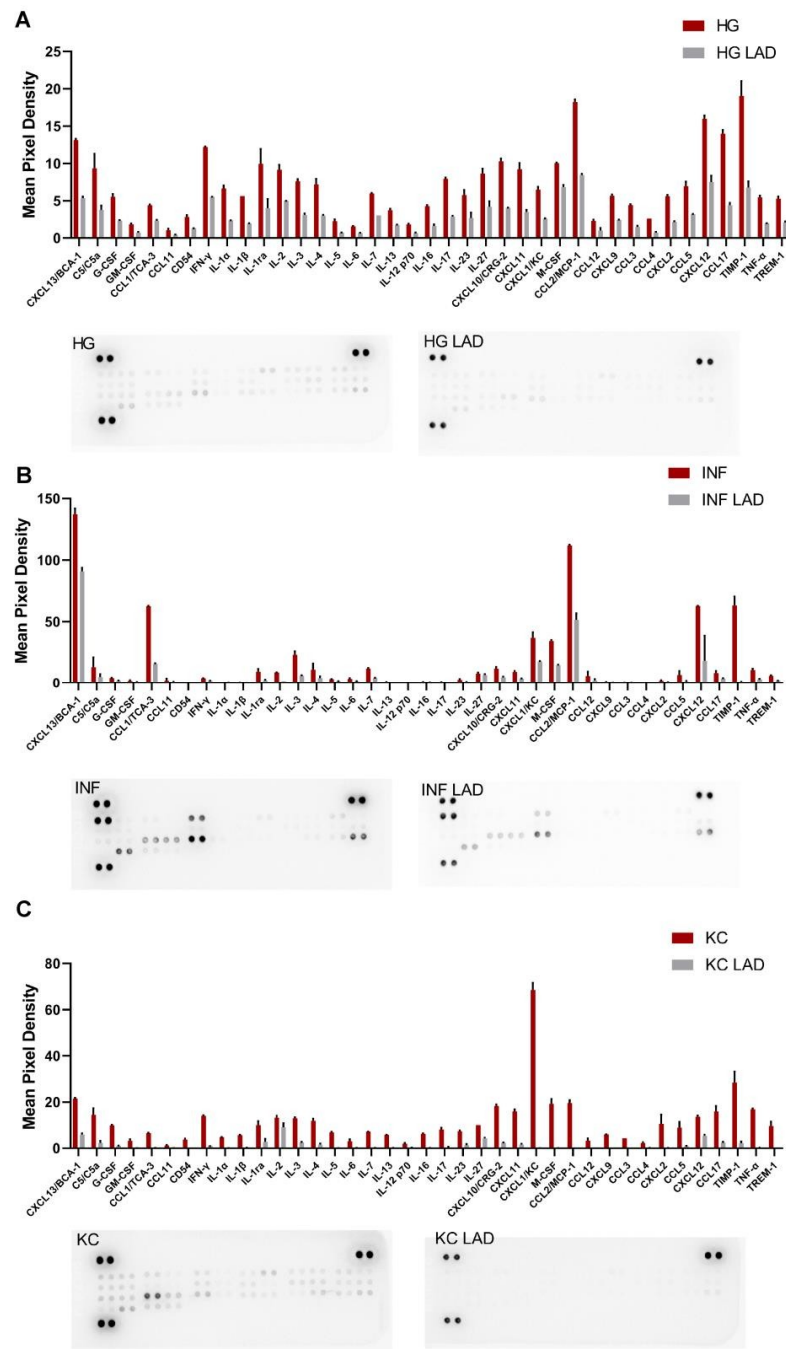 A
HG
HG LAD
25
20
15
10
5
0
Mean Pixel Density
CXCL13/BCA-1
C5/C5a
G-CSF
GM-CSF
CCL1/TCA-3
CCL11
CD54
IFN-γ
IL-1α
IL-1β
IL-1ra
IL-2
IL-3
IL-4
IL-5
IL-6
IL-7
IL-13
IL-12 p70
IL-16
IL-17
IL-23
IL-27
CXCL10/CRG-2
CXCL11
CXCL1/KC
M-CSF
CCL2/MCP-1
CCL12
CXCL9
CCL3
CCL4
CXCL2
CCL5
CXCL12
CCL17
TIMP-1
TNF-α
TREM-1
HG
HG LAD
B
INF
INF LAD
150
100
50
0
Mean Pixel Density
CXCL13/BCA-1
C5/C5a
G-CSF
GM-CSF
CCL1/TCA-3
CCL11
CD54
IFN-γ
IL-1α
IL-1β
IL-1ra
IL-2
IL-3
IL-4
IL-5
IL-6
IL-7
IL-13
IL-12 p70
IL-16
IL-17
IL-23
IL-27
CXCL10/CRG-2
CXCL11
CXCL1/KC
M-CSF
CCL2/MCP-1
CCL12
CXCL9
CCL3
CCL4
CXCL2
CCL5
CXCL12
CCL17
TIMP-1
TNF-α
TREM-1
INF
INF LAD
C
KC
KC LAD
80
60
40
20
0
Mean Pixel Density
CXCL13/BCA-1
C5/C5a
G-CSF
GM-CSF
CCL1/TCA-3
CCL11
CD54
IFN-γ
IL-1α
IL-1β
IL-1ra
IL-2
IL-3
IL-4
IL-5
IL-6
IL-7
IL-13
IL-12 p70
IL-16
IL-17
IL-23
IL-27
CXCL10/CRG-2
CXCL11
CXCL1/KC
M-CSF
CCL2/MCP-1
CCL12
CXCL9
CCL3
CCL4
CXCL2
CCL5
CXCL12
CCL17
TIMP-1
TNF-α
TREM-1
KC
KC LAD